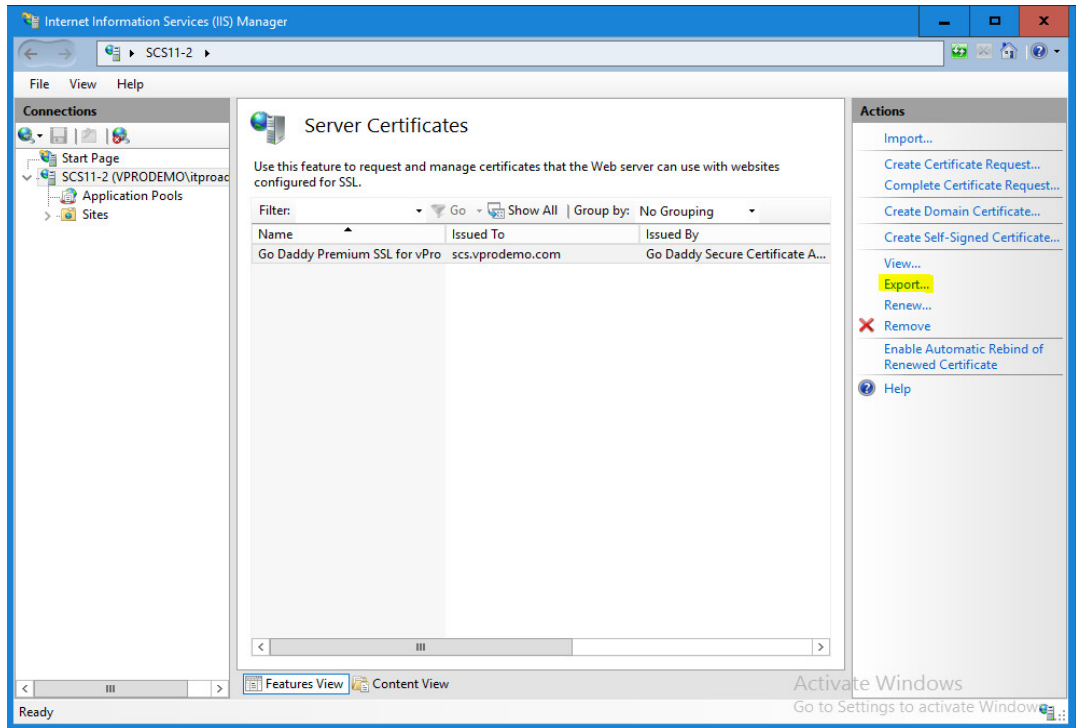 Internet Information Services (IIS) Manager
SCS11-2
File View Help
Connections
Start Page
SCS11-2 (VPRODEMO\itproad
Application Pools
Sites
Server Certificates
Use this feature to request and manage certificates that the Web server can use with websites
configured for SSL.
Filter: Go Show All Group by: No Grouping
Name Issued To Issued By
Go Daddy Premium SSL for vPro scs.vprodemo.com Go Daddy Secure Certificate A...
Features View Content View
Actions
Import...
Create Certificate Request...
Complete Certificate Request...
Create Domain Certificate...
Create Self-Signed Certificate...
View...
Export...
Renew...
Remove
Enable Automatic Rebind of
Renewed Certificate
Help
Activate Windows
Go to Settings to activate Windows
Ready